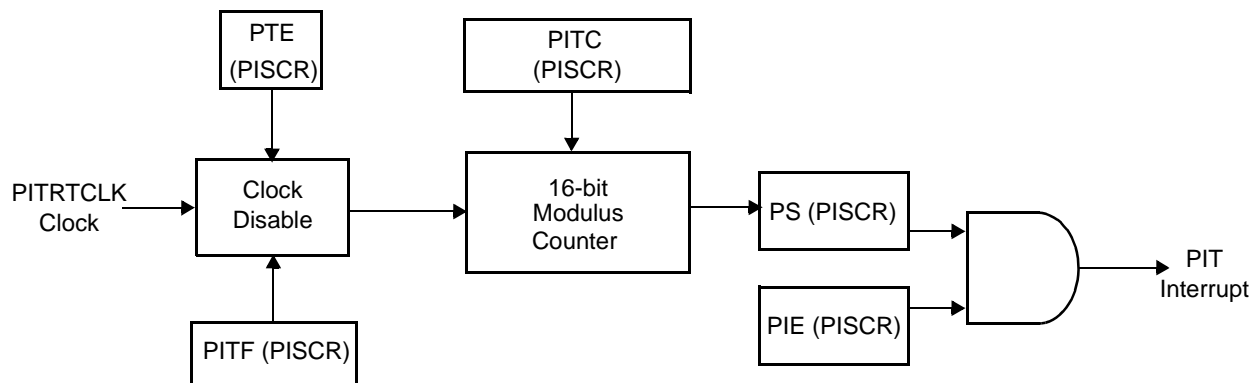 PTE
(PISCR)
PITC
(PISCR)
PITRTCLK
Clock
Clock
Disable
16-bit
Modulus
Counter
PS (PISCR)
PIT
Interrupt
PIE (PISCR)
PITF (PISCR)